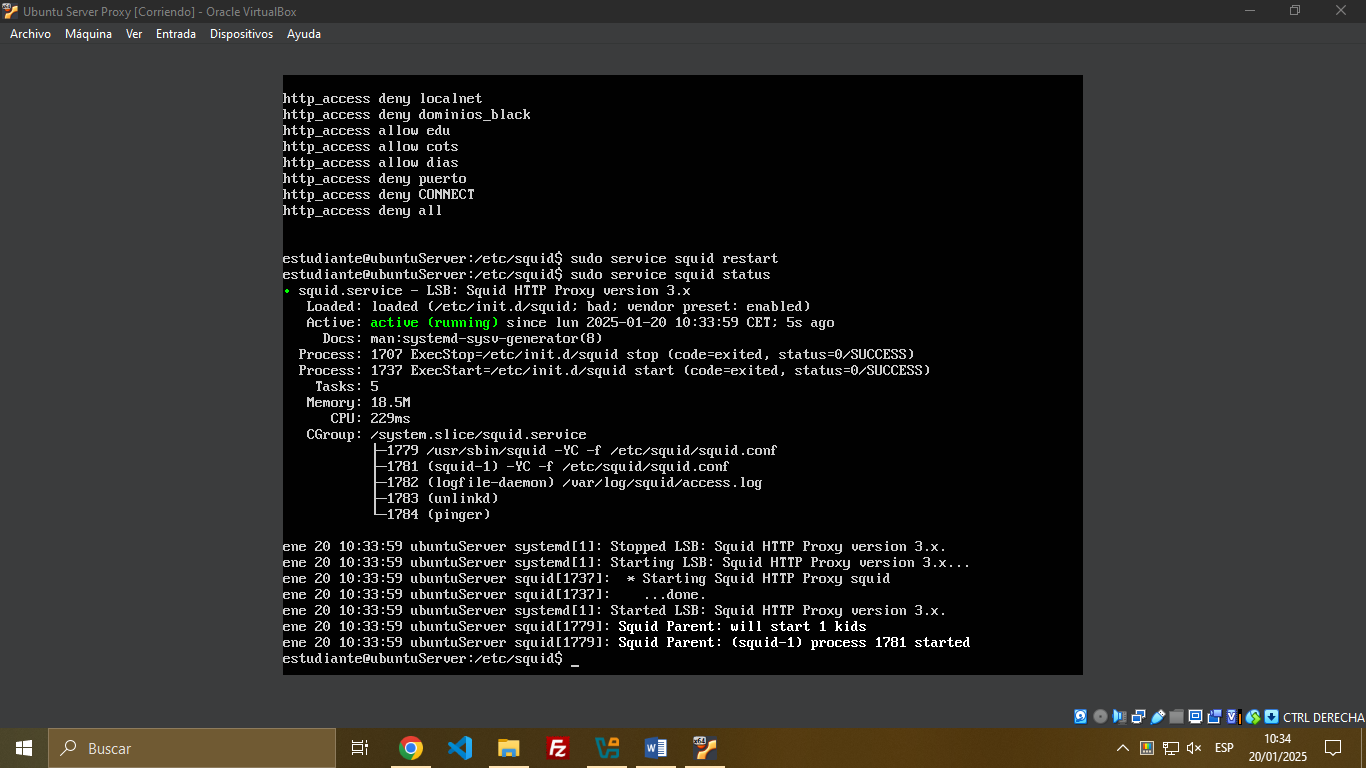 Ubuntu Server Proxy [Corriendo] - Oracle VirtualBox
Archivo Máquina Ver Entrada Dispositivos Ayuda
http_access deny localnet
http_access deny dominios_black
http_access allow edu
http_access allow cots
http_access allow dias
http_access deny puerto
http_access deny CONNECT
http_access deny all
estudiante@ubuntuServer:/etc/squid$ sudo service squid restart
estudiante@ubuntuServer:/etc/squid$ sudo service squid status
● squid.service - LSB: Squid HTTP Proxy version 3.x
   Loaded: loaded (/etc/init.d/squid; bad; vendor preset: enabled)
   Active: active (running) since lun 2025-01-20 10:33:59 CET; 5s ago
     Docs: man:systemd-sysv-generator(8)
  Process: 1707 ExecStop=/etc/init.d/squid stop (code=exited, status=0/SUCCESS)
  Process: 1737 ExecStart=/etc/init.d/squid start (code=exited, status=0/SUCCESS)
    Tasks: 5
   Memory: 18.5M
      CPU: 229ms
   CGroup: /system.slice/squid.service
           ├─1779 /usr/sbin/squid -YC -f /etc/squid/squid.conf
           ├─1781 (squid-1) -YC -f /etc/squid/squid.conf
           ├─1782 (logfile-daemon) /var/log/squid/access.log
           ├─1783 (unlinkd)
           └─1784 (pinger)
ene 20 10:33:59 ubuntuServer systemd[1]: Stopped LSB: Squid HTTP Proxy version 3.x.
ene 20 10:33:59 ubuntuServer systemd[1]: Starting LSB: Squid HTTP Proxy version 3.x...
ene 20 10:33:59 ubuntuServer squid[1737]:  * Starting Squid HTTP Proxy squid
ene 20 10:33:59 ubuntuServer squid[1737]:    ...done.
ene 20 10:33:59 ubuntuServer systemd[1]: Started LSB: Squid HTTP Proxy version 3.x.
ene 20 10:33:59 ubuntuServer squid[1779]: Squid Parent: will start 1 kids
ene 20 10:33:59 ubuntuServer squid[1779]: Squid Parent: (squid-1) process 1781 started
estudiante@ubuntuServer:/etc/squid$ _
CTRL DERECHA
Buscar
ESP
10:34
20/01/2025